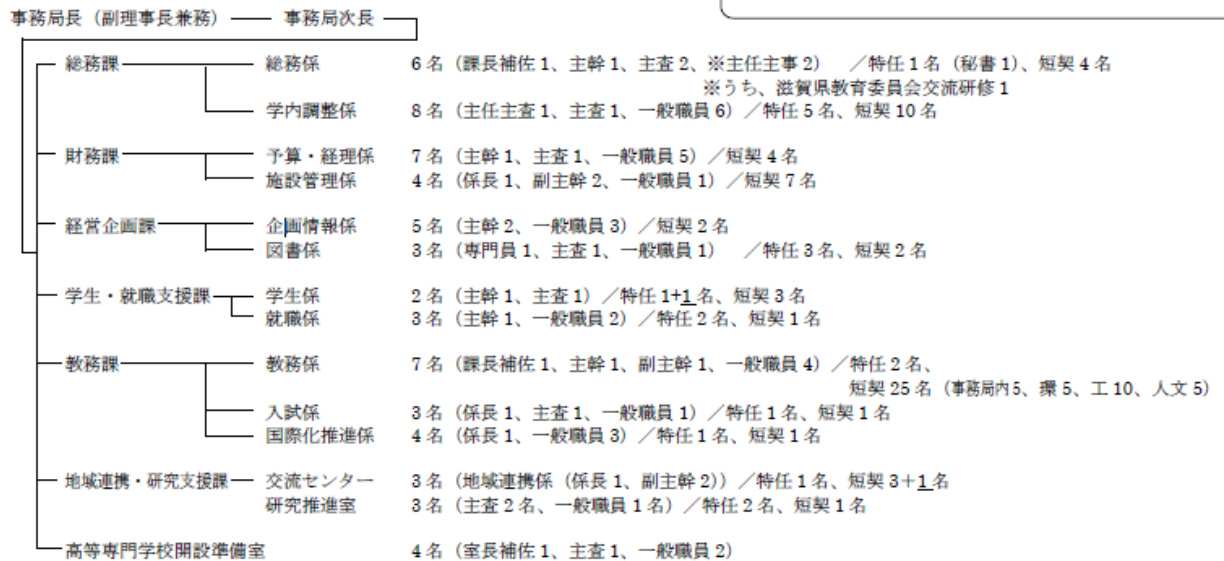 事務局長（副理事長兼務） 事務局次長
総務課 総務係 6名（課長補佐1、主幹1、主査2、※主任主事2） ／特任1名（秘書1）、短契4名
※うち、滋賀県教育委員会交流研修1
学内調整係 8名（主任主査1、主査1、一般職員6）／特任5名、短契10名
財務課 予算・経理係 7名（主幹1、主査1、一般職員5）／短契4名
施設管理係 4名（係長1、副主幹2、一般職員1）／短契7名
経営企画課 企画情報係 5名（主幹2、一般職員3）／短契2名
図書係 3名（専門員1、主査1、一般職員1） ／特任3名、短契2名
学生・就職支援課 学生係 2名（主幹1、主査1）／特任1+1名、短契3名
就職係 3名（主幹1、一般職員2）／特任2名、短契1名
教務課 教務係 7名（課長補佐1、主幹1、副主幹1、一般職員4）／特任2名、
短契25名（事務局内5、環5、工10、人文5）
入試係 3名（係長1、主査1、一般職員1）／特任1名、短契1名
国際化推進係 4名（係長1、一般職員3）／特任1名、短契1名
地域連携・研究支援課 交流センター 3名（地域連携係（係長1、副主幹2））／特任1名、短契3＋1名
研究推進室 3名（主査2名、一般職員1名）／特任2名、短契1名
高等専門学校開設準備室 4名（室長補佐1、主査1、一般職員2）